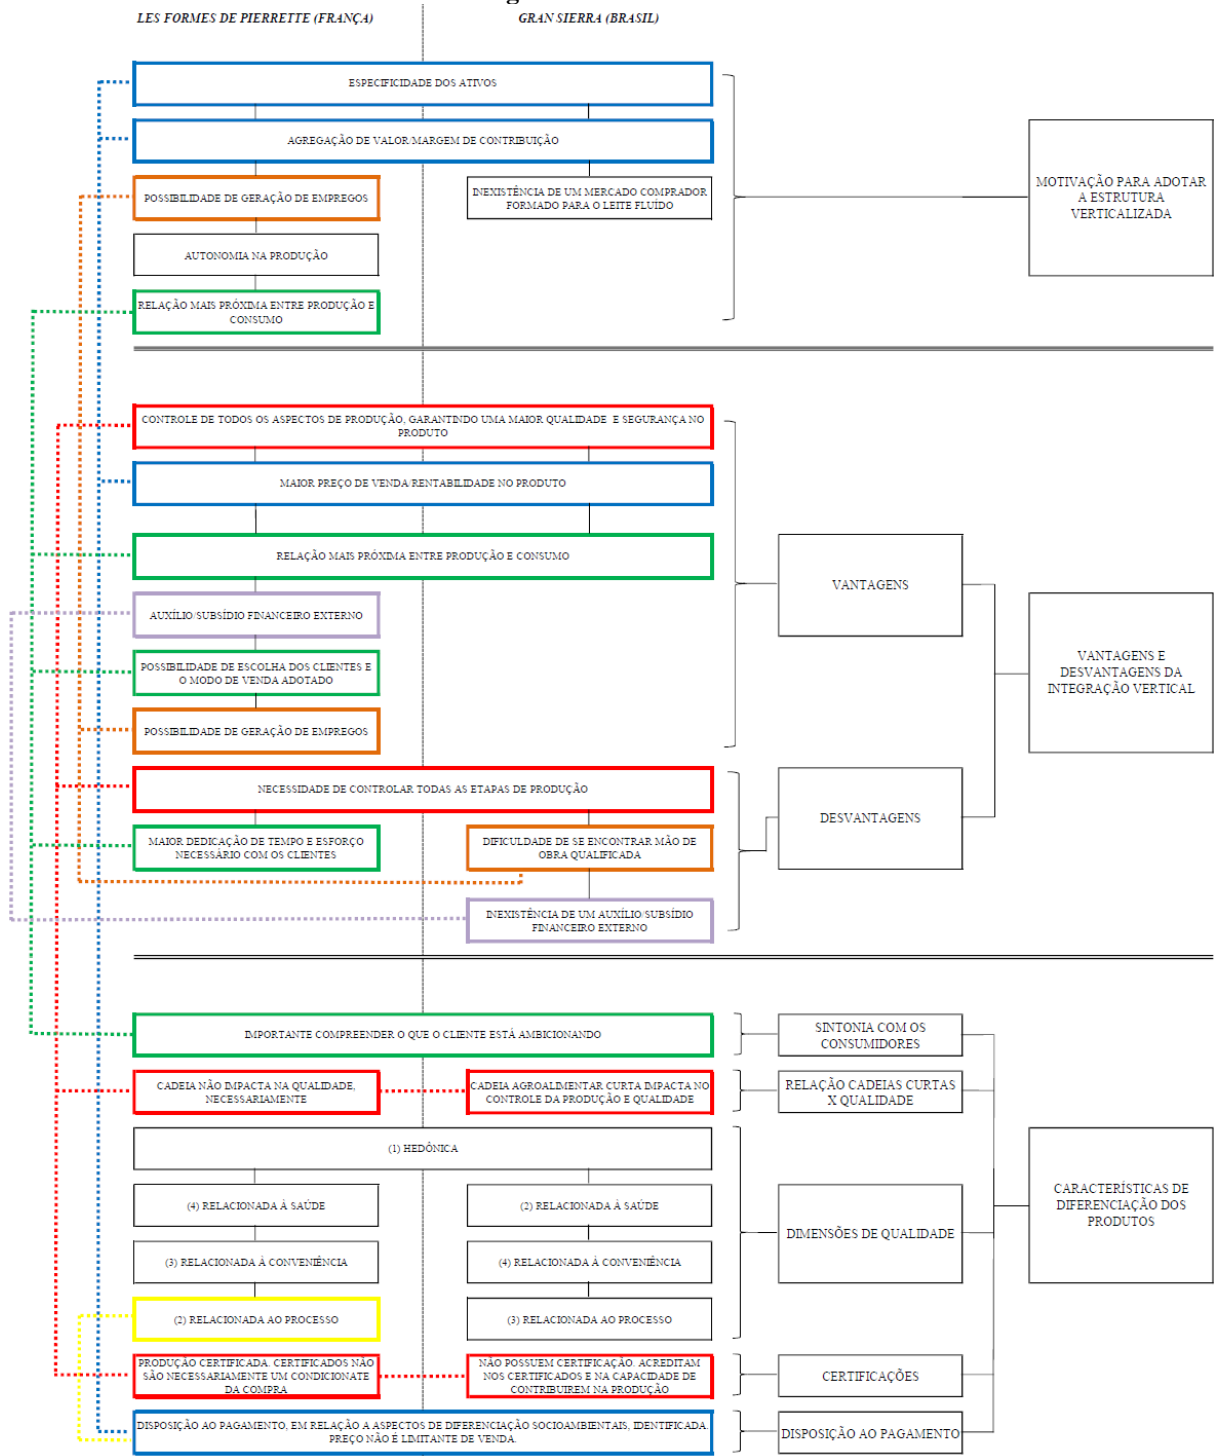 LES FORMES DE PIERRETTE (FRANÇA)
GRAN SIERRA (BRASIL)
ESPECIFICIDADE DOS ATIVOS
AGREGAÇÃO DE VALOR/MARGEM DE CONTRIBUIÇÃO
POSSIBILIDADE DE GERAÇÃO DE EMPREGOS
INEXISTÊNCIA DE UM MERCADO COMPRADOR
FORMADO PARA O LEITE FLUÍDO
AUTONOMIA NA PRODUÇÃO
RELAÇÃO MAIS PRÓXIMA ENTRE PRODUÇÃO E
CONSUMO
MOTIVAÇÃO PARA ADOTAR
A ESTRUTURA
VERTICALIZADA
CONTROLE DE TODOS OS ASPECTOS DE PRODUÇÃO, GARANTINDO UMA MAIOR QUALIDADE E SEGURANÇA NO
PRODUTO
MAIOR PREÇO DE VENDA/RENTABILIDADE NO PRODUTO
RELAÇÃO MAIS PRÓXIMA ENTRE PRODUÇÃO E CONSUMO
AUXÍLIO/SUBSÍDIO FINANCEIRO EXTERNO
POSSIBILIDADE DE ESCOLHA DOS CLIENTES E
O MODO DE VENDA ADOTADO
POSSIBILIDADE DE GERAÇÃO DE EMPREGOS
VANTAGENS
NECESSIDADE DE CONTROLAR TODAS AS ETAPAS DE PRODUÇÃO
MAIOR DEDICAÇÃO DE TEMPO E ESFORÇO
NECESSÁRIO COM OS CLIENTES
DIFICULDADE DE SE ENCONTRAR MÃO DE
OBRA QUALIFICADA
INEXISTÊNCIA DE UM AUXÍLIO/SUBSÍDIO
FINANCEIRO EXTERNO
DESVANTAGENS
VANTAGENS E
DESVANTAGENS DA
INTEGRAÇÃO VERTICAL
IMPORTANTE COMPREENDER O QUE O CLIENTE ESTÁ AMBICIONANDO
SINTONIA COM OS
CONSUMIDORES
CADEIA NÃO IMPACTA NA QUALIDADE,
NECESSARIAMENTE
CADEIA AGROALIMENTAR CURTA IMPACTA NO
CONTROLE DA PRODUÇÃO E QUALIDADE
RELAÇÃO CADEIAS CURTAS
X QUALIDADE
(1) HEDÔNICA
(4) RELACIONADA À SAÚDE
(2) RELACIONADA À SAÚDE
(3) RELACIONADA À CONVENIÊNCIA
(4) RELACIONADA À CONVENIÊNCIA
(2) RELACIONADA AO PROCESSO
(3) RELACIONADA AO PROCESSO
DIMENSÕES DE QUALIDADE
PRODUÇÃO CERTIFICADA. CERTIFICADOS NÃO
SÃO NECESSARIAMENTE UM CONDICIONATE
DA COMPRA
NÃO POSSUEM CERTIFICAÇÃO. ACREDITAM
NOS CERTIFICADOS E NA CAPACIDADE DE
CONTRIBUIREM NA PRODUÇÃO
CERTIFICAÇÕES
DISPOSIÇÃO AO PAGAMENTO, EM RELAÇÃO A ASPECTOS DE DIFERENCIAÇÃO SOCIOAMBIENTAIS, IDENTIFICADA.
PREÇO NÃO É LIMITANTE DE VENDA.
DISPOSIÇÃO AO PAGAMENTO
CARACTERÍSTICAS DE
DIFERENCIAÇÃO DOS
PRODUTOS